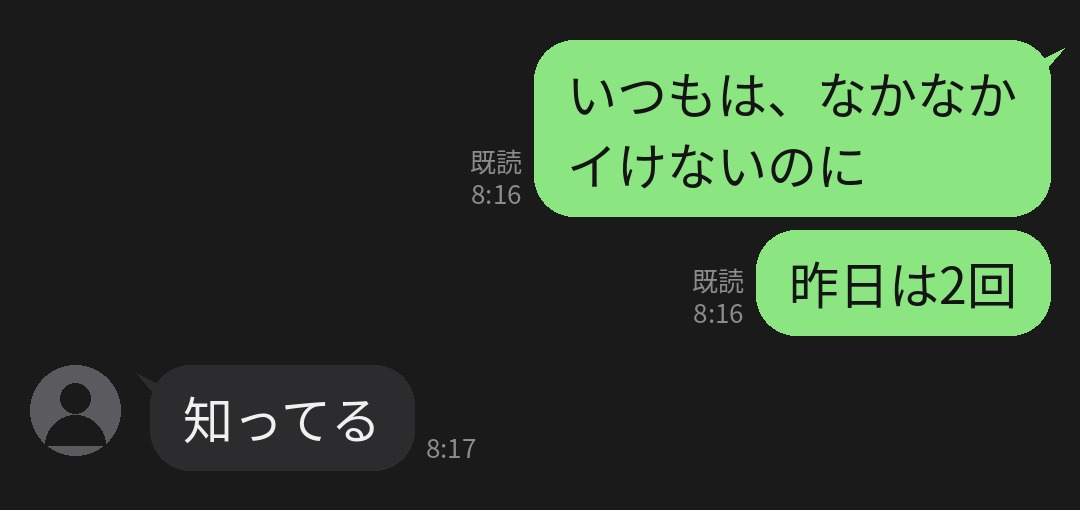 いつもは、なかなか
イけないのに
既読
8:16
昨日は2回
既読
8:16
知ってる
8:17